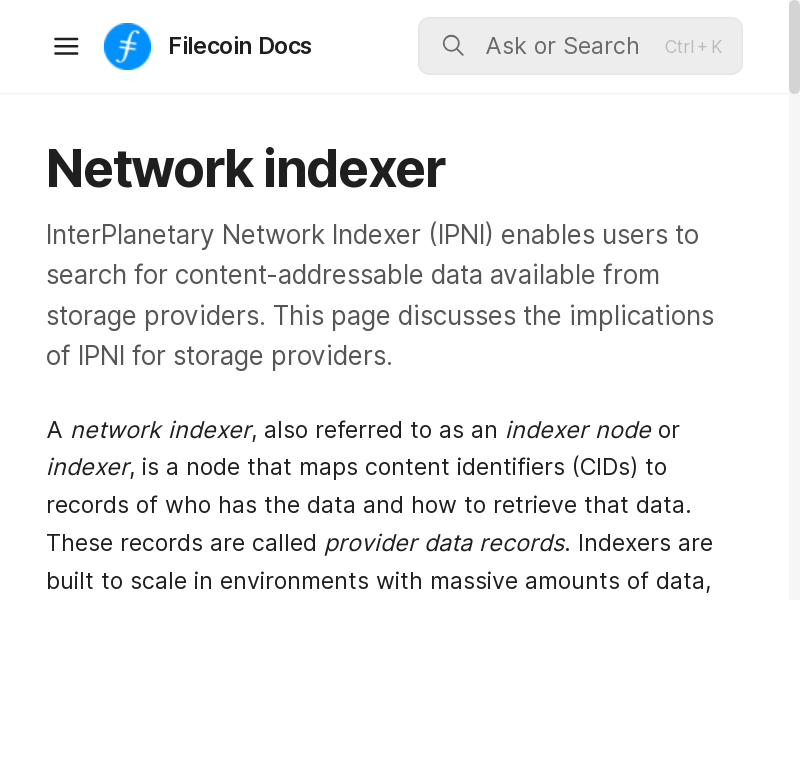 Filecoin Docs
Ask or Search
Ctrl + K
Network indexer
InterPlanetary Network Indexer (IPNI) enables users to
search for content-addressable data available from
storage providers. This page discusses the implications
of IPNI for storage providers.
A network indexer, also referred to as an indexer node or
indexer, is a node that maps content identifiers (CIDs) to
records of who has the data and how to retrieve that data.
These records are called provider data records. Indexers are
built to scale in environments with massive amounts of data,